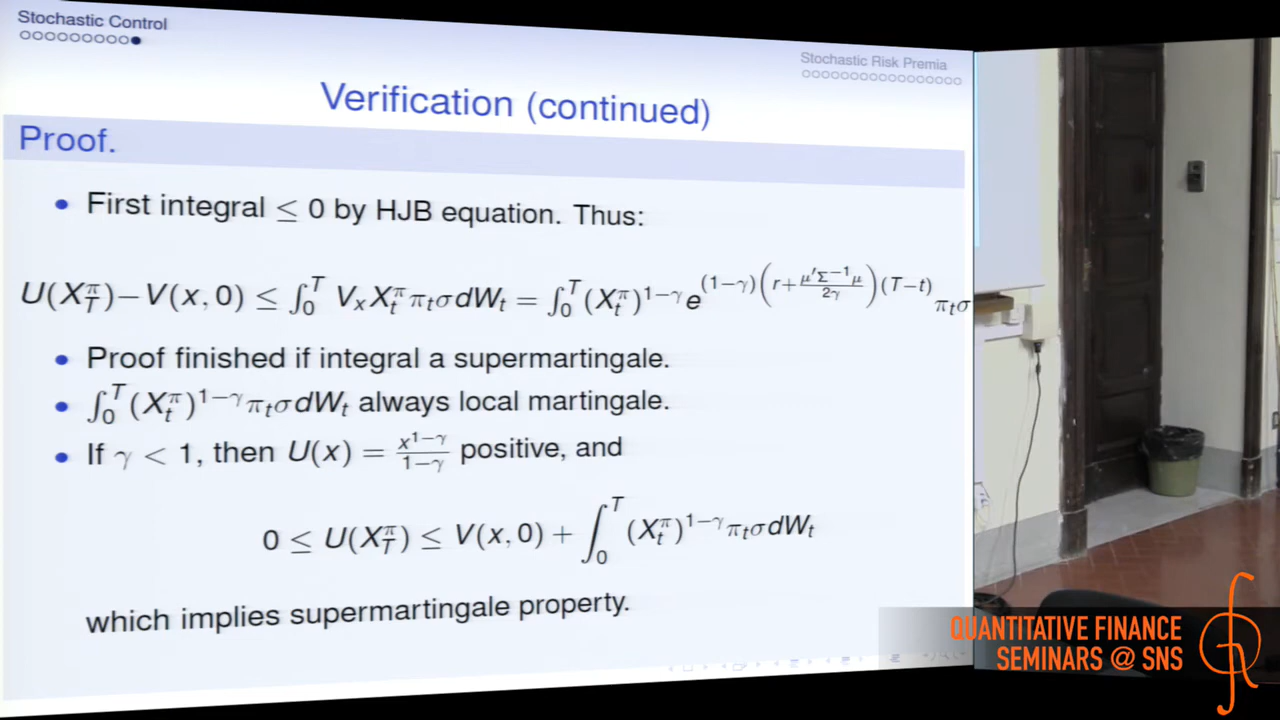 Stochastic Control
Stochastic Risk Premia
Verification (continued)
Proof.
• First integral ≤ 0 by HJB equation. Thus:
U(X_T^π)−V(x, 0) ≤ ∫_0^T V_x X_t^π π_t σ dW_t = ∫_0^T (X_t^π)^{1−γ} e^{(1−γ)(r+\frac{μ′Σ^{−1}μ}{2γ})(T−t)} π_t σ
• Proof finished if integral a supermartingale.
• ∫_0^T (X_t^π)^{1−γ} π_t σ dW_t always local martingale.
• If γ < 1, then U(x) = \frac{x^{1−γ}}{1−γ} positive, and
0 ≤ U(X_T^π) ≤ V(x, 0) + ∫_0^T (X_t^π)^{1−γ} π_t σ dW_t
which implies supermartingale property.
QUANTITATIVE FINANCE
SEMINARS @ SNS